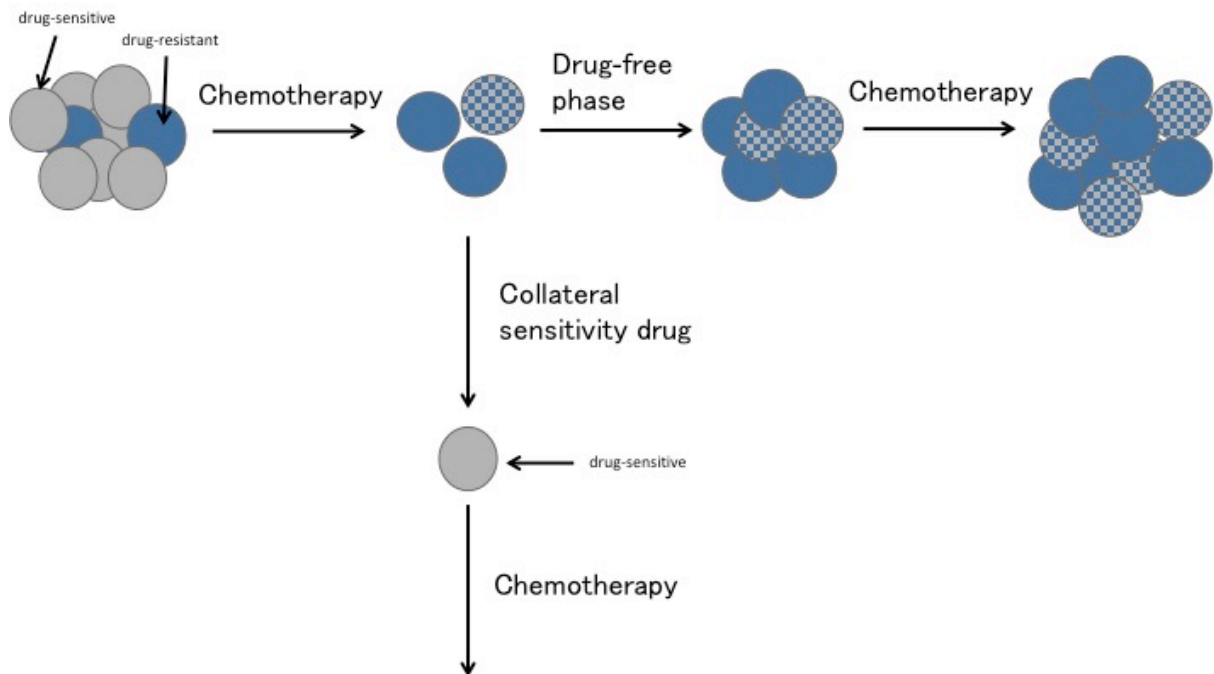 drug-sensitive
drug-resistant
Chemotherapy
Drug-free
phase
Chemotherapy
Collateral
sensitivity drug
drug-sensitive
Chemotherapy